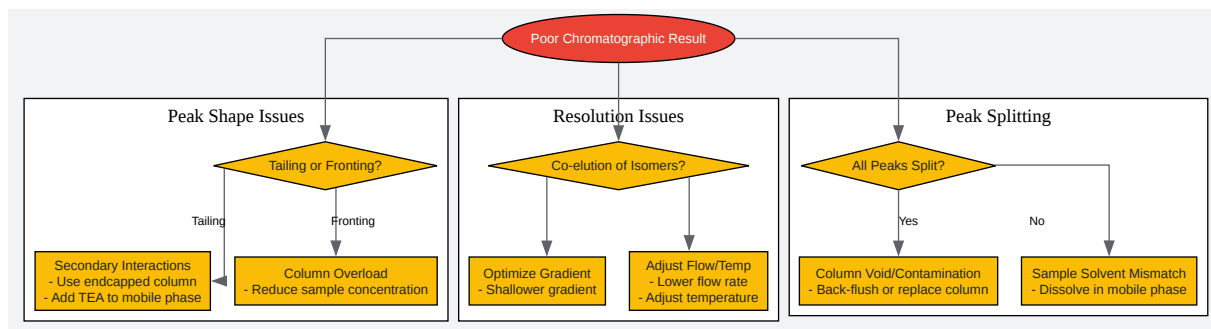 Poor Chromatographic Result
Peak Shape Issues
Tailing or Fronting?
Tailing
Fronting
Secondary Interactions
- Use endcapped column
- Add TEA to mobile phase
Column Overload
- Reduce sample concentration
Resolution Issues
Co-elution of Isomers?
Optimize Gradient
- Shallower gradient
Adjust Flow/Temp
- Lower flow rate
- Adjust temperature
Peak Splitting
All Peaks Split?
Yes
No
Column Void/Contamination
- Back-flush or replace column
Sample Solvent Mismatch
- Dissolve in mobile phase